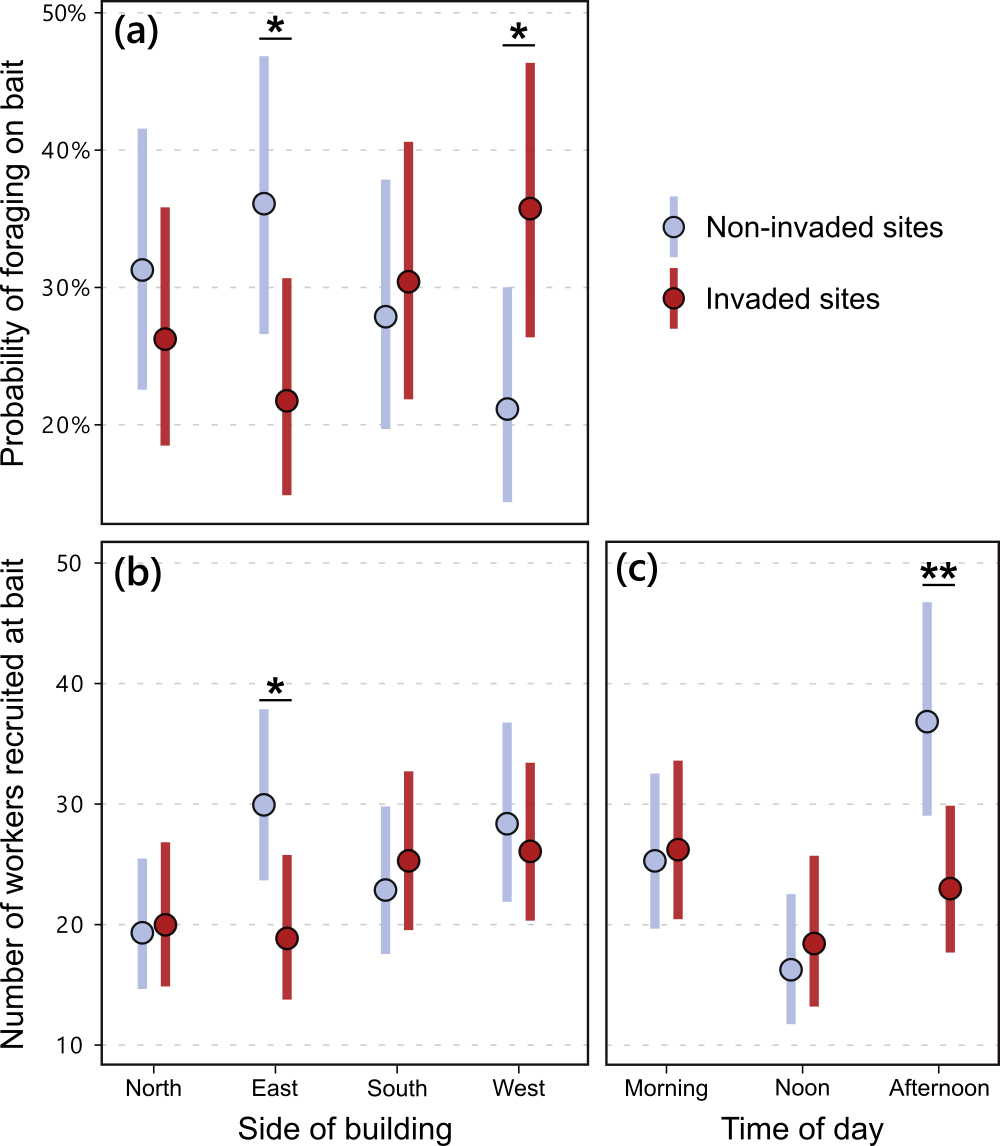 Probability of foraging on bait
50%
40%
30%
20%
(a)
*
*
Non-invaded sites
Invaded sites
Number of workers recruited at bait
50
40
30
20
10
(b)
*
North
East
South
West
Side of building
(c)
**
Morning
Noon
Afternoon
Time of day